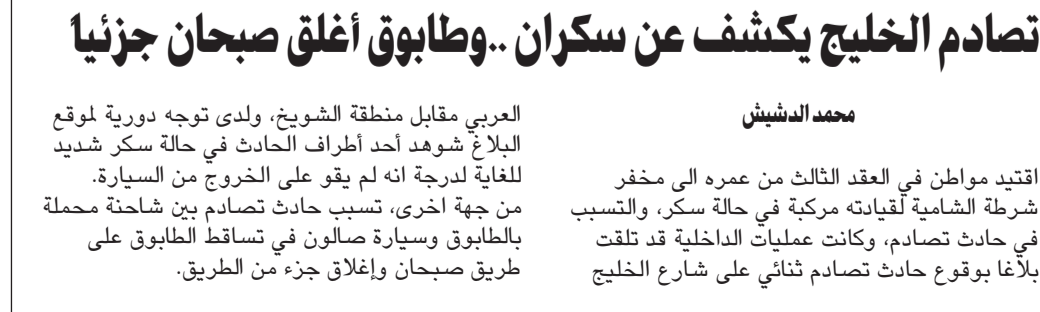 تصادم الخليج يكشف عن سكران ..وطابوق أغلق صبحان جزئياً
محمد الدشيش
اقتيد مواطن في العقد الثالث من عمره الى مخفر
شرطة الشامية لقيادته مركبة في حالة سكر، والتسبب
في حادث تصادم، وكانت عمليات الداخلية قد تلقت
بلاغا بوقوع حادث تصادم ثنائي على شارع الخليج
العربي مقابل منطقة الشويخ، ولدى توجه دورية لموقع
البلاغ شوهد أحد أطراف الحادث في حالة سكر شديد
للغاية لدرجة انه لم يقو على الخروج من السيارة.
من جهة اخرى، تسبب حادث تصادم بين شاحنة محملة
بالطابوق وسيارة صالون في تساقط الطابوق على
طريق صبحان وإغلاق جزء من الطريق.